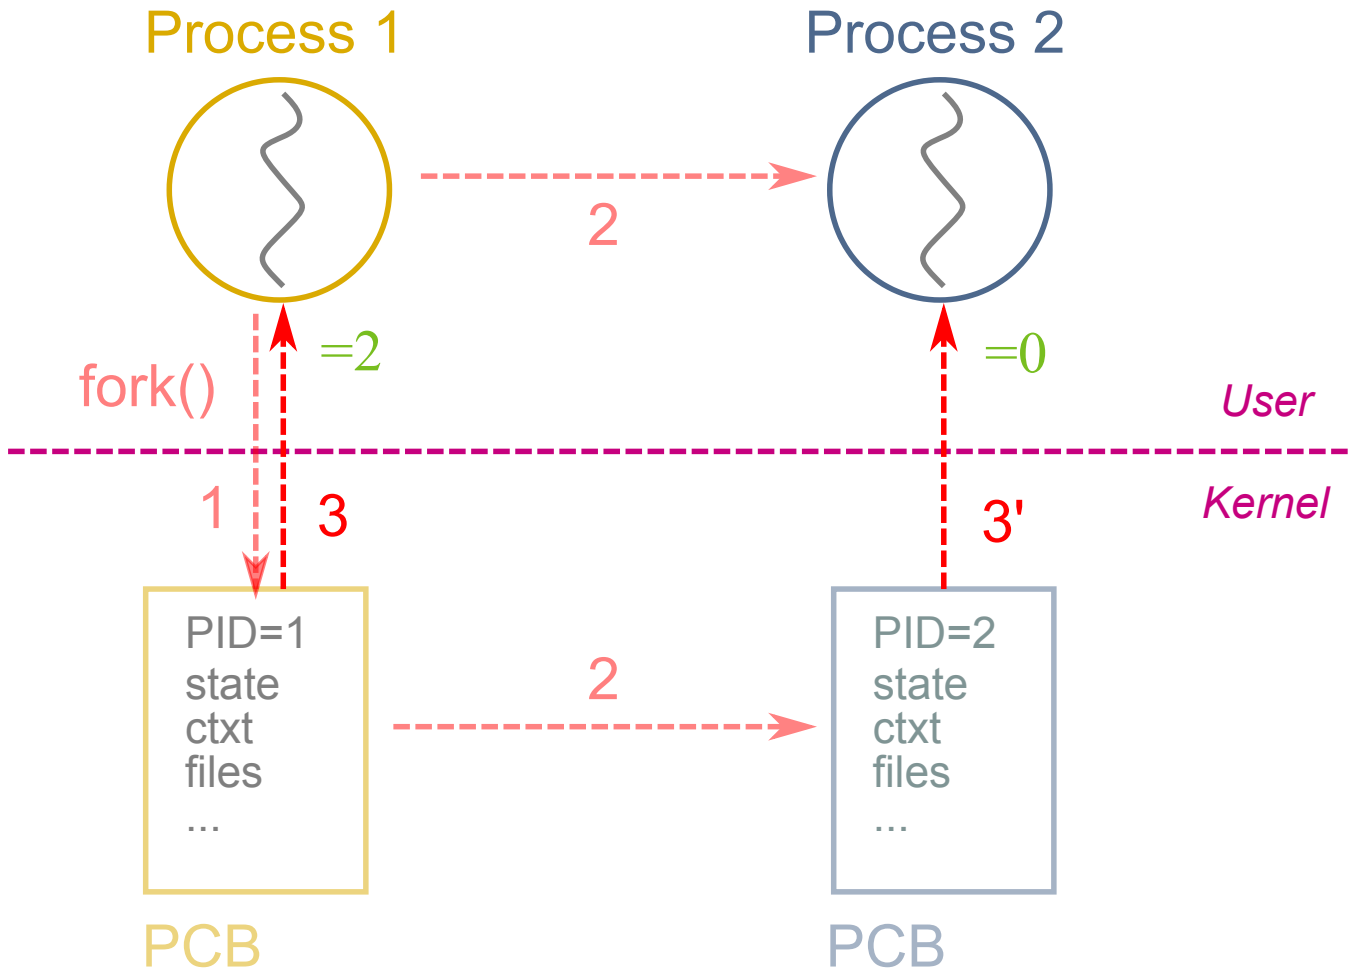 Process 1
Process 2
2
=2
=0
fork()
User
Kernel
1
3
3'
PID=1
state
ctxt
files
...
2
PID=2
state
ctxt
files
...
PCB
PCB